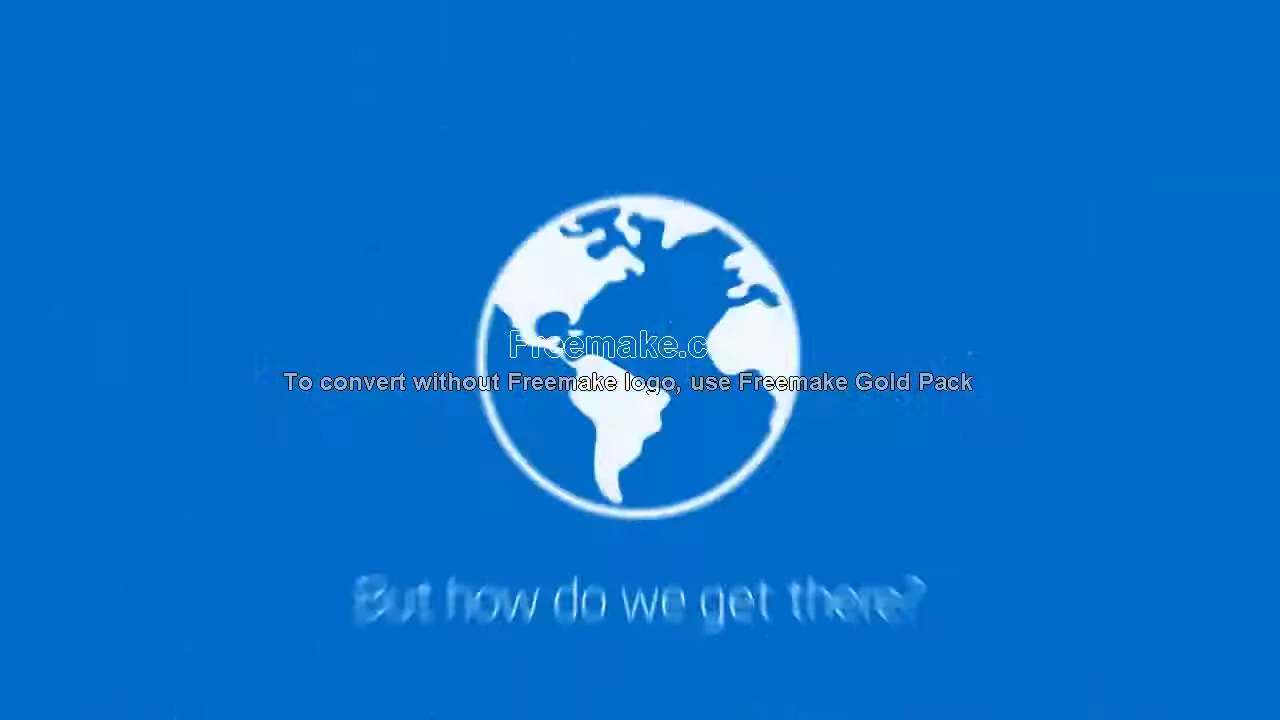 Freemake.c
To convert without Freemake logo, use Freemake Gold Pack
But how do we get there?